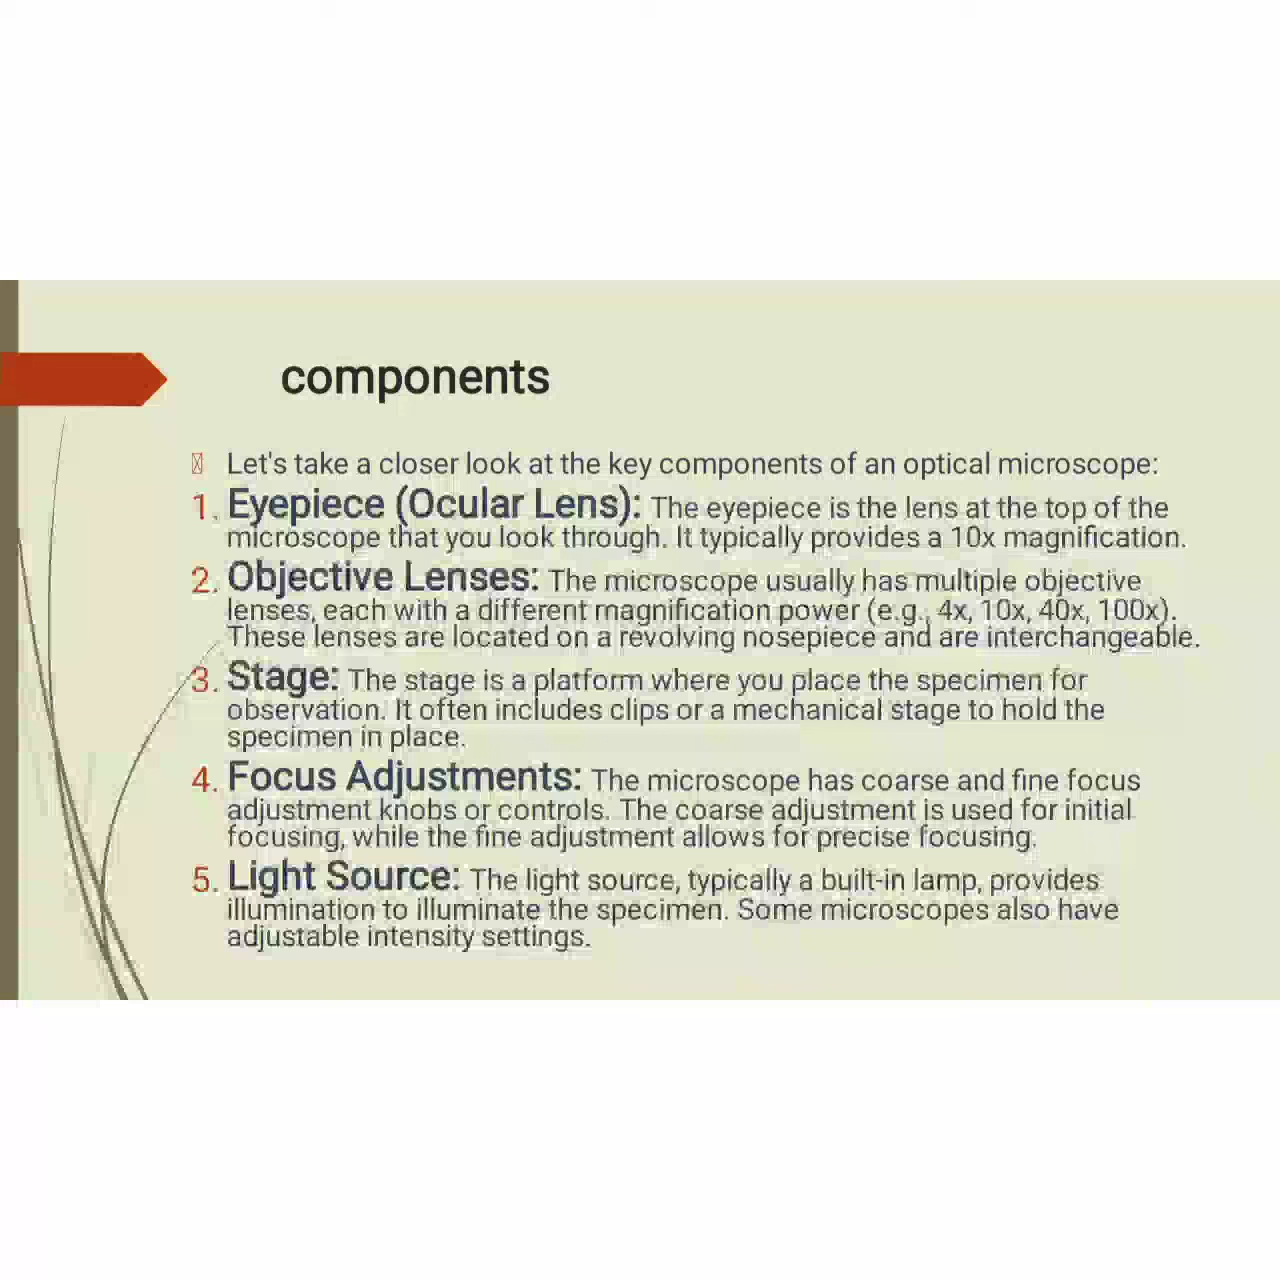 components
Let's take a closer look at the key components of an optical microscope:
1. Eyepiece (Ocular Lens): The eyepiece is the lens at the top of the
microscope that you look through. It typically provides a 10x magnification.
2. Objective Lenses: The microscope usually has multiple objective
lenses, each with a different magnification power (e.g., 4x, 10x, 40x, 100x).
These lenses are located on a revolving nosepiece and are interchangeable.
3. Stage: The stage is a platform where you place the specimen for
observation. It often includes clips or a mechanical stage to hold the
specimen in place.
4. Focus Adjustments: The microscope has coarse and fine focus
adjustment knobs or controls. The coarse adjustment is used for initial
focusing, while the fine adjustment allows for precise focusing.
5. Light Source: The light source, typically a built-in lamp, provides
illumination to illuminate the specimen. Some microscopes also have
adjustable intensity settings.